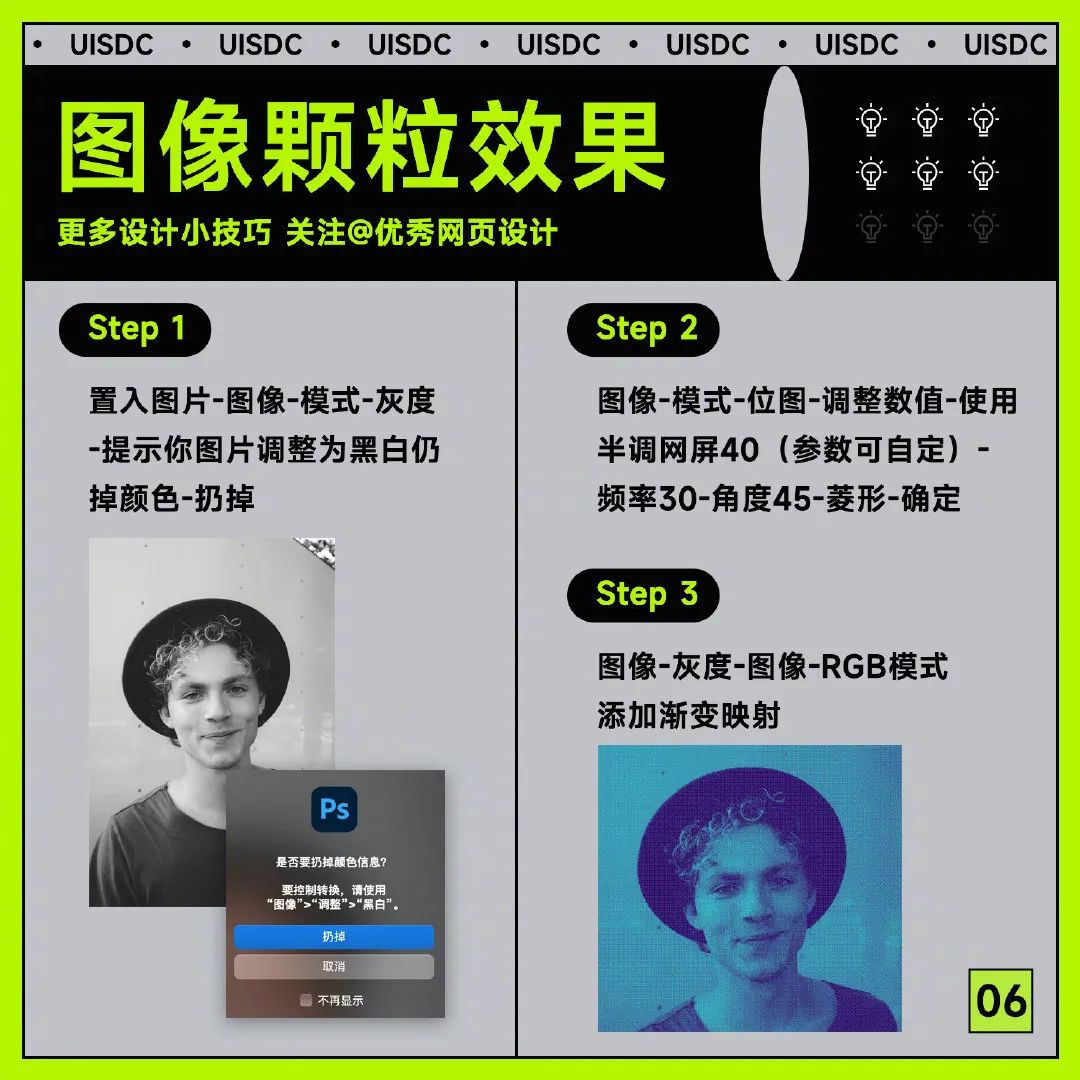 • UISDC • UISDC • UISDC • UISDC • UISDC • UISDC • UISDC
图像颗粒效果
更多设计小技巧 关注@优秀网页设计
Step 1
置入图片-图像-模式-灰度
-提示你图片调整为黑白仍
掉颜色-扔掉
Ps
是否要扔掉颜色信息？
要控制转换，请使用
“图像”>“调整”>“黑白”。
扔掉
取消
不再显示
Step 2
图像-模式-位图-调整数值-使用
半调网屏40（参数可自定）-
频率30-角度45-菱形-确定
Step 3
图像-灰度-图像-RGB模式
添加渐变映射
06